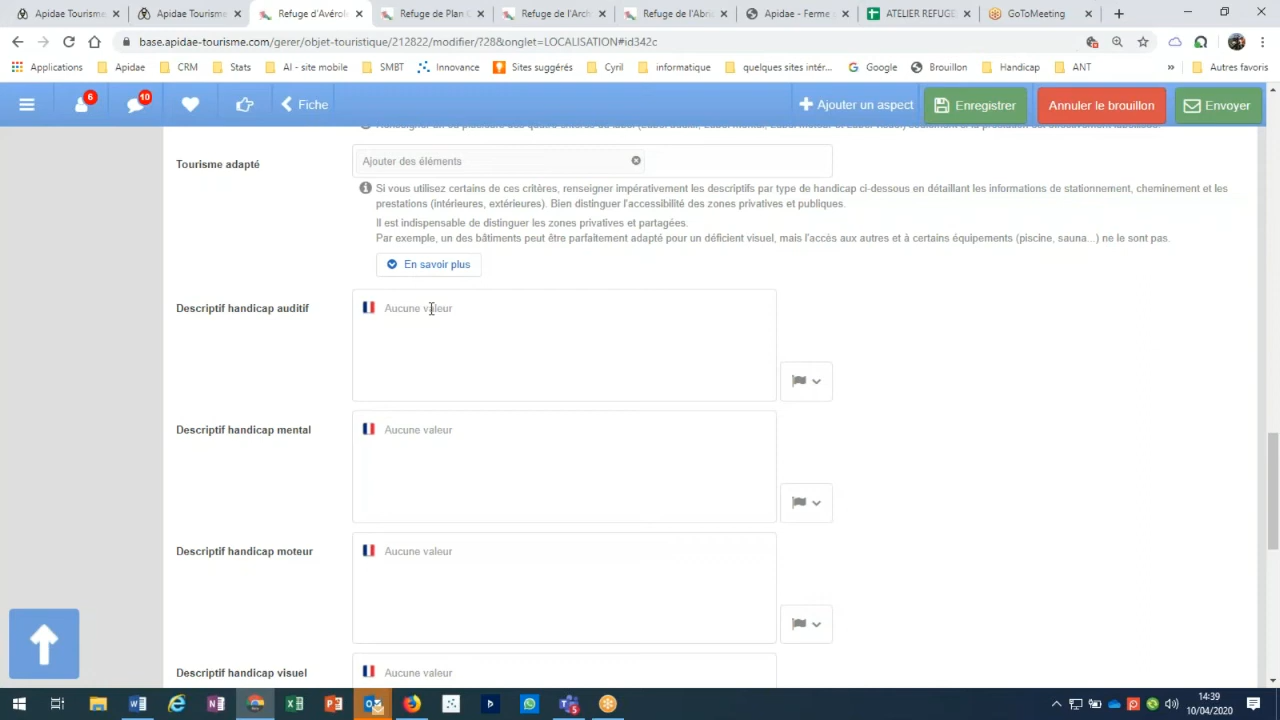 Apidae Tourisme
Apidae Tourisme
Refuge d'Avérol
Refuge de Plan
Refuge de l'Arc
Refuge de l'Abri
Apidae - Ferme
ATELIER REFUGE
GoToMeeting
base.apidae-tourisme.com/gerer/objet-touristique/212822/modifier/?28&onglet=LOCALISATION#id342c
Applications
Apidae
CRM
Stats
AI - site mobile
SMBT
Innovance
Sites suggérés
Cyril
informatique
quelques sites intér...
Google
Brouillon
Handicap
ANT
»
Autres favoris
6
10
Fiche
Ajouter un aspect
Enregistrer
Annuler le brouillon
Envoyer
Tourisme adapté
Ajouter des éléments
Si vous utilisez certains de ces critères, renseigner impérativement les descriptifs par type de handicap ci-dessous en détaillant les informations de stationnement, cheminement et les
prestations (intérieures, extérieures). Bien distinguer l'accessibilité des zones privatives et publiques.
Il est indispensable de distinguer les zones privatives et partagées.
Par exemple, un des bâtiments peut être parfaitement adapté pour un déficient visuel, mais l'accès aux autres et à certains équipements (piscine, sauna...) ne le sont pas.
En savoir plus
Descriptif handicap auditif
Aucune valeur
Descriptif handicap mental
Aucune valeur
Descriptif handicap moteur
Aucune valeur
Descriptif handicap visuel
Aucune valeur
14:39
10/04/2020